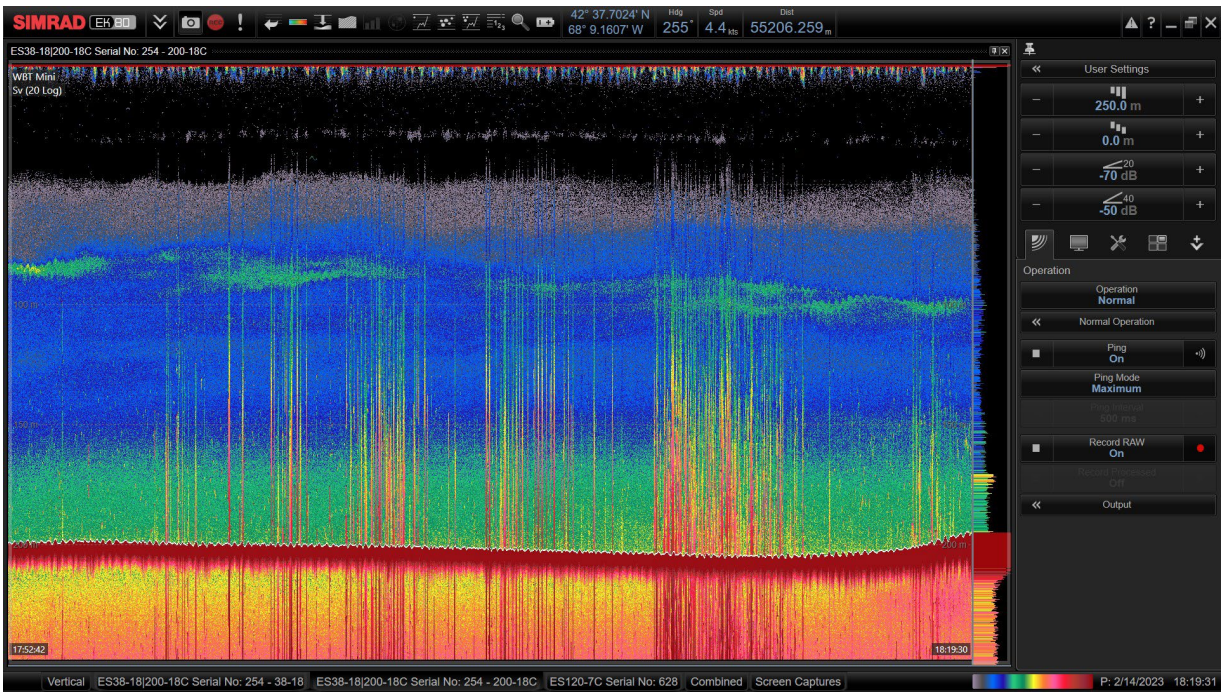 SIMRAD EK80
42° 37.7024' N
68° 9.1607' W
Hdg
255°
Spd
4.4 kts
Dist
55206.259 m
ES38-18|200-18C Serial No: 254 - 200-18C
WBT Mini
Sv (20 Log)
100 m
150 m
200 m
200 m
17:52:42
18:19:30
User Settings
250.0 m
0.0 m
20
-70 dB
40
-50 dB
Operation
Operation
Normal
Normal Operation
Ping
On
Ping Mode
Maximum
Ping Interval
500 ms
Record RAW
On
Record Processed
Off
Output
Vertical
ES38-18|200-18C Serial No: 254 - 38-18
ES38-18|200-18C Serial No: 254 - 200-18C
ES120-7C Serial No: 628
Combined
Screen Captures
P: 2/14/2023 18:19:31